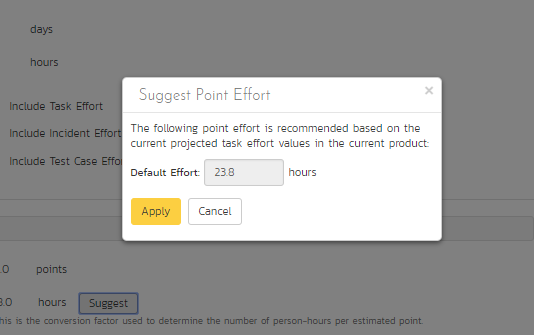 days
hours
Include Task Effort
Include Incident Effort
Include Test Case
Suggest Point Effort
×
The following point effort is recommended based on the
current projected task effort values in the current product:
Default Effort: 23.8 hours
Apply Cancel
.0 points
.0 hours Suggest
is the conversion factor used to determine the number of person-hours per estimated point.